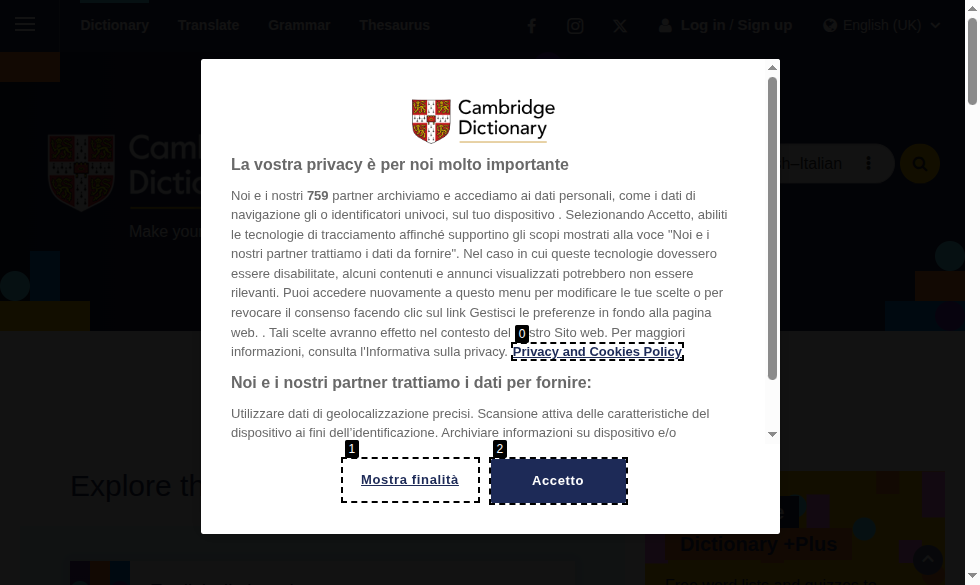 Dictionary Translate Grammar Thesaurus Log in / Sign up English (UK)
Cambridge
Dictionary
Make your
h–Italian
Cambridge
Dictionary
La vostra privacy è per noi molto importante
Noi e i nostri 759 partner archiviamo e accediamo ai dati personali, come i dati di
navigazione gli o identificatori univoci, sul tuo dispositivo . Selezionando Accetto, abiliti
le tecnologie di tracciamento affinché supportino gli scopi mostrati alla voce "Noi e i
nostri partner trattiamo i dati da fornire". Nel caso in cui queste tecnologie dovessero
essere disabilitate, alcuni contenuti e annunci visualizzati potrebbero non essere
rilevanti. Puoi accedere nuovamente a questo menu per modificare le tue scelte o per
revocare il consenso facendo clic sul link Gestisci le preferenze in fondo alla pagina
web. . Tali scelte avranno effetto nel contesto del 0 stro Sito web. Per maggiori
informazioni, consulta l'Informativa sulla privacy. Privacy and Cookies Policy
Noi e i nostri partner trattiamo i dati per fornire:
Utilizzare dati di geolocalizzazione precisi. Scansione attiva delle caratteristiche del
dispositivo ai fini dell'identificazione. Archiviare informazioni su dispositivo e/o
1 2
Mostra finalità Accetto
Explore th
Dictionary +Plus